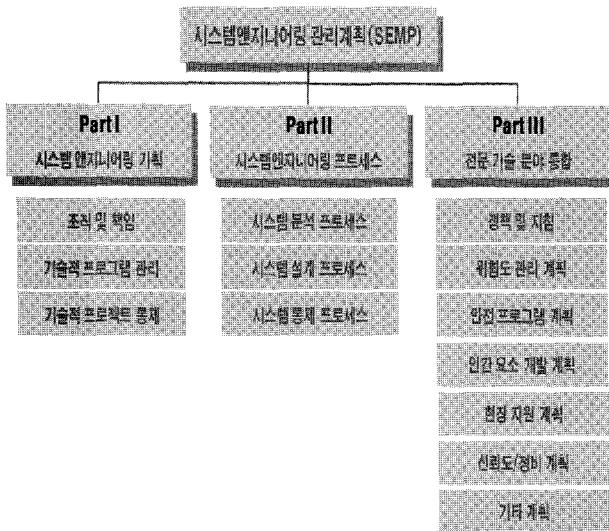 시스템엔지니어링 관리계획(SEMP)
Part I
시스템 엔지니어링 기획
조직 및 책임
기술적 프로그램 관리
기술적 프로젝트 통제
Part II
시스템엔지니어링 프로세스
시스템 분석 프로세스
시스템 설계 프로세스
시스템 통제 프로세스
Part III
전문 기술 분야 통합
정책 및 지침
위험도 관리 계획
안전 프로그램 계획
인간 요소 개발 계획
현장 지원 계획
신뢰도/정비 계획
기타 계획